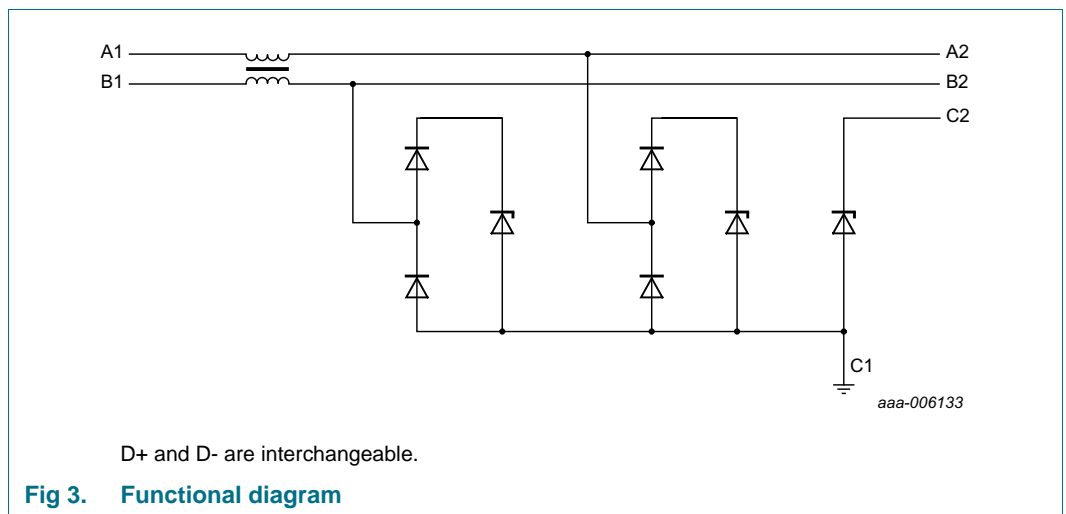 A1
A2
B1
B2
C2
C1
aaa-006133
D+ and D- are interchangeable.
Fig 3. Functional diagram